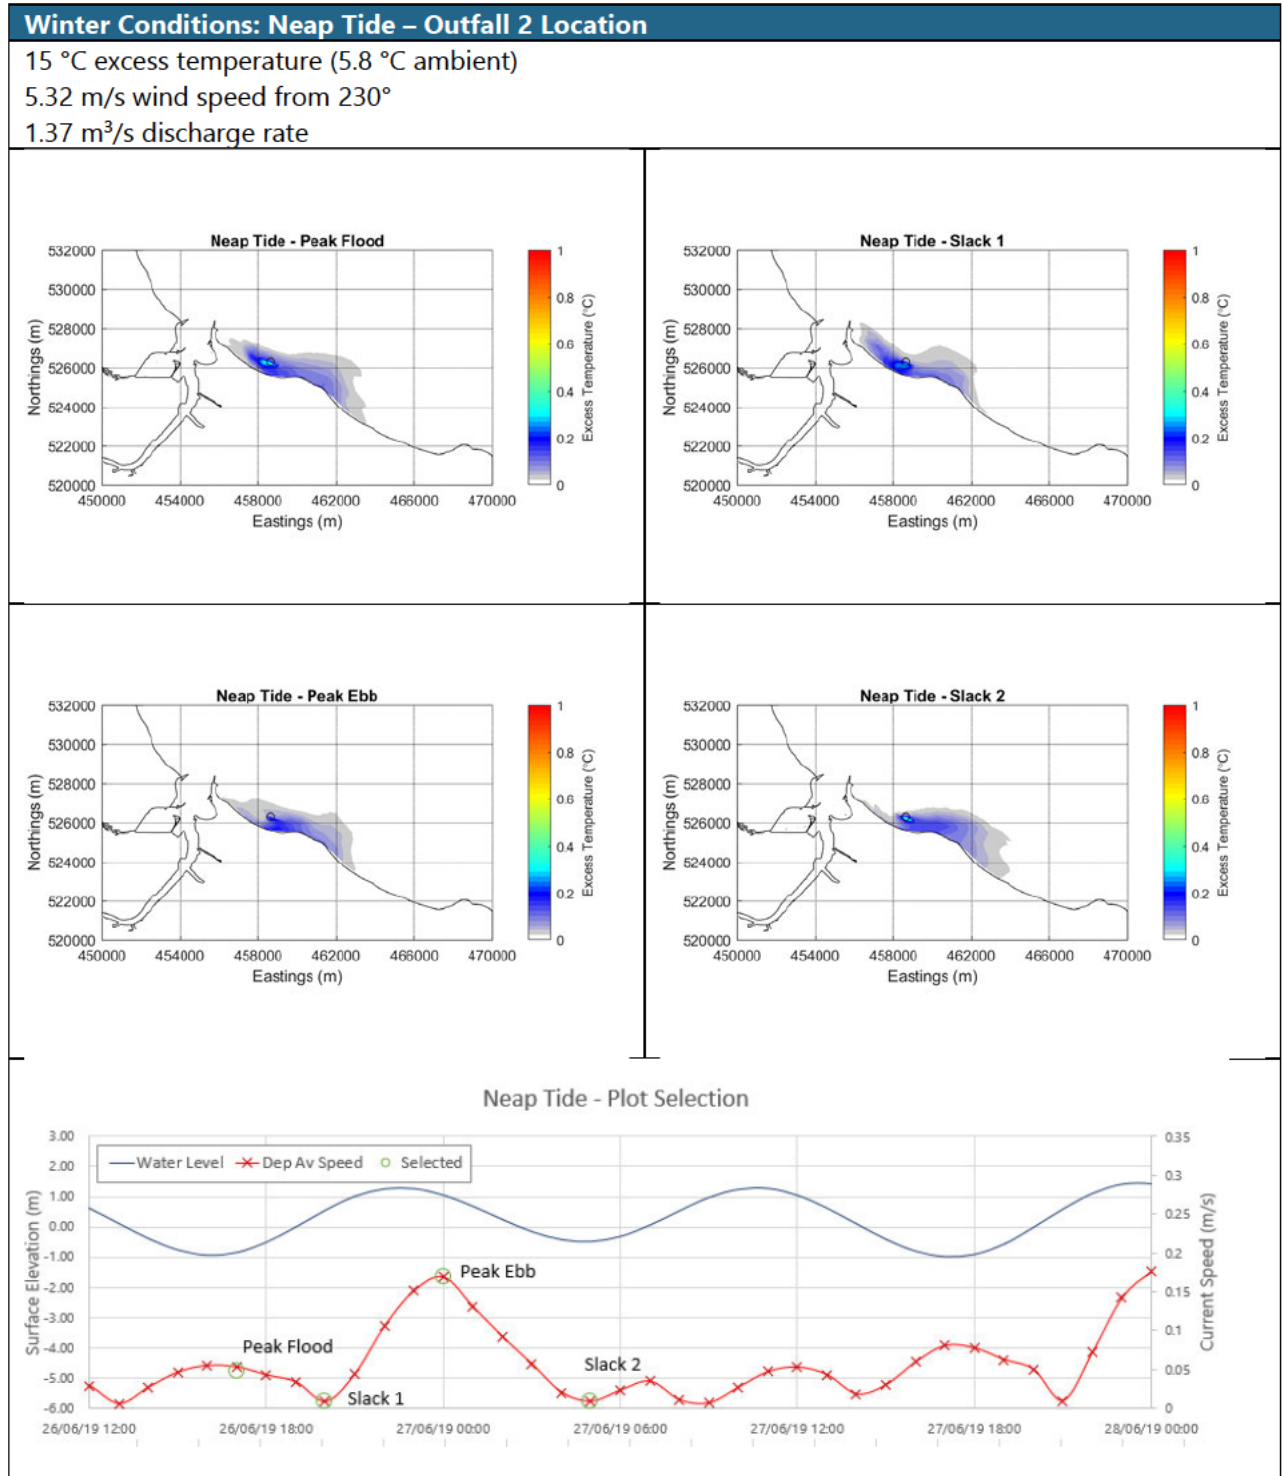 Winter Conditions: Neap Tide – Outfall 2 Location
15 °C excess temperature (5.8 °C ambient)
5.32 m/s wind speed from 230°
1.37 m³/s discharge rate
Neap Tide - Peak Flood
532000
530000
528000
526000
524000
522000
520000
Northings (m)
450000 454000 458000 462000 466000 470000
Eastings (m)
1
0.8
0.6
0.4
0.2
0
Excess Temperature (°C)
Neap Tide - Slack 1
532000
530000
528000
526000
524000
522000
520000
Northings (m)
450000 454000 458000 462000 466000 470000
Eastings (m)
1
0.8
0.6
0.4
0.2
0
Excess Temperature (°C)
Neap Tide - Peak Ebb
532000
530000
528000
526000
524000
522000
520000
Northings (m)
450000 454000 458000 462000 466000 470000
Eastings (m)
1
0.8
0.6
0.4
0.2
0
Excess Temperature (°C)
Neap Tide - Slack 2
532000
530000
528000
526000
524000
522000
520000
Northings (m)
450000 454000 458000 462000 466000 470000
Eastings (m)
1
0.8
0.6
0.4
0.2
0
Excess Temperature (°C)
Neap Tide - Plot Selection
3.00
2.00
1.00
0.00
-1.00
-2.00
-3.00
-4.00
-5.00
-6.00
Surface Elevation (m)
Water Level Dep Av Speed Selected
Peak Ebb
Peak Flood
Slack 2
Slack 1
0.35
0.3
0.25
0.2
0.15
0.1
0.05
0
Current Speed (m/s)
26/06/19 12:00 26/06/19 18:00 27/06/19 00:00 27/06/19 06:00 27/06/19 12:00 27/06/19 18:00 28/06/19 00:00